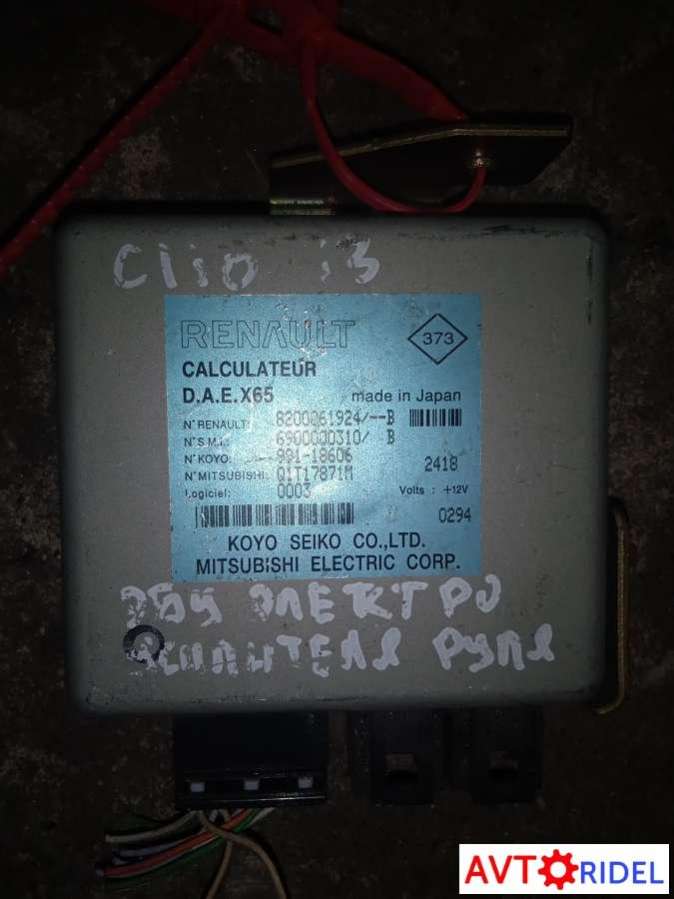 Clio
RENAULT
373
CALCULATEUR
D.A.E.X65 made in Japan
N° RENAULT: 8200061924/--B
N° S.M.I.: 6900000310/ B
N° KOYO: 991-18606
N° MITSUBISHI: Q1T17871M 2418
Logiciel: 0003 Volts : +12V
0294
KOYO SEIKO CO.,LTD.
MITSUBISHI ELECTRIC CORP.
ЭБУ ЭЛЕКТРО
УСИЛИТЕЛЯ РУЛЯ
AVTORIDEL